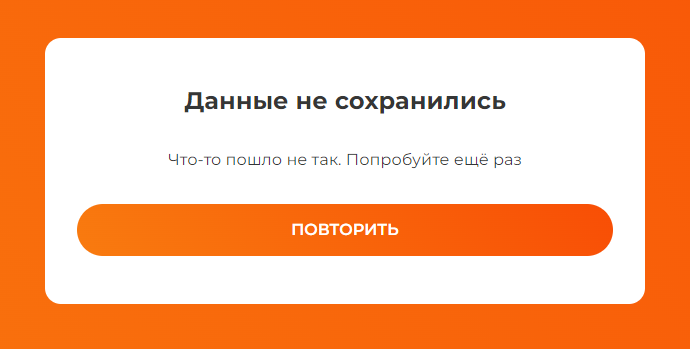 Данные не сохранились
Что-то пошло не так. Попробуйте ещё раз
ПОВТОРИТЬ